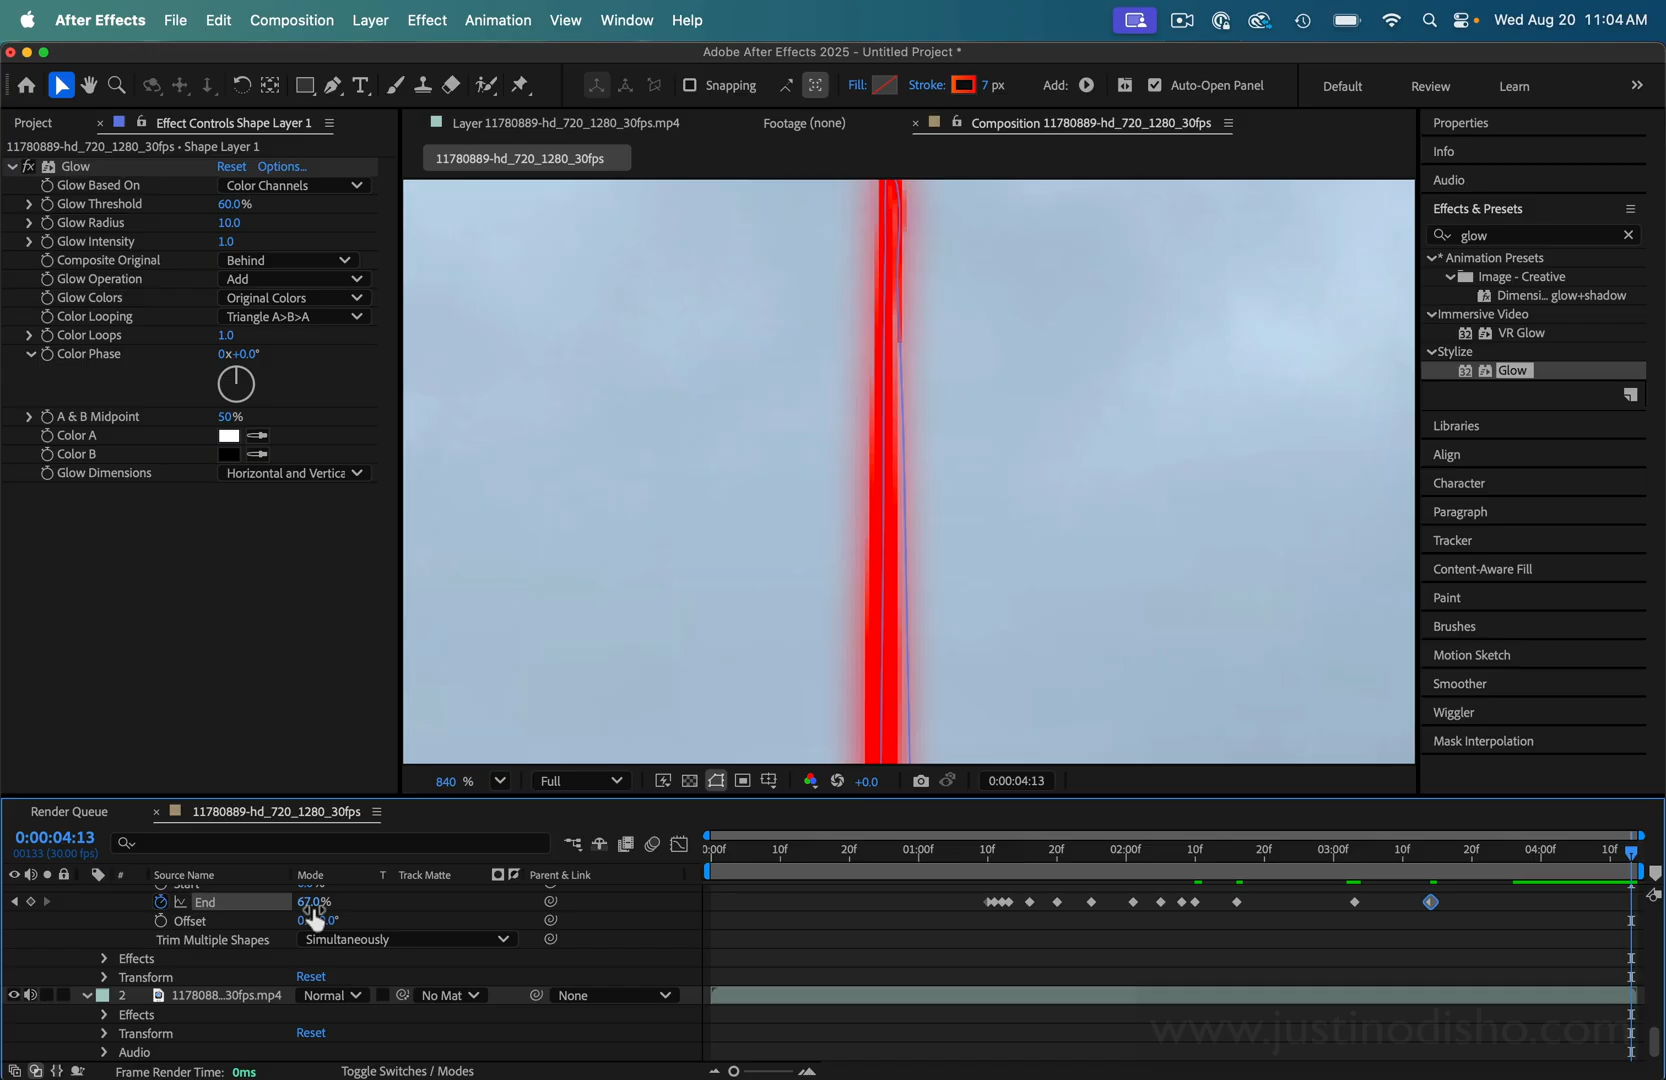 After Effects File Edit Composition Layer Effect Animation View Window Help Wed Aug 20 11:04 AM
Adobe After Effects 2025 - Untitled Project *
Snapping Fill: Stroke: 7 px Add: Auto-Open Panel Default Review Learn
Project Effect Controls Shape Layer 1
11780889-hd_720_1280_30fps • Shape Layer 1
fx Glow Reset Options...
Glow Based On Color Channels
Glow Threshold 60.0%
Glow Radius 10.0
Glow Intensity 1.0
Composite Original Behind
Glow Operation Add
Glow Colors Original Colors
Color Looping Triangle A>B>A
Color Loops 1.0
Color Phase 0x+0.0°
A & B Midpoint 50%
Color A
Color B
Glow Dimensions Horizontal and Vertica
Layer 11780889-hd_720_1280_30fps.mp4 Footage (none) Composition 11780889-hd_720_1280_30fps
11780889-hd_720_1280_30fps
840 % Full +0.0 0:00:04:13
Properties
Info
Audio
Effects & Presets
glow
* Animation Presets
Image - Creative
Dimensi... glow+shadow
Immersive Video
32 VR Glow
Stylize
32 Glow
Libraries
Align
Character
Paragraph
Tracker
Content-Aware Fill
Paint
Brushes
Motion Sketch
Smoother
Wiggler
Mask Interpolation
Render Queue 11780889-hd_720_1280_30fps
0:00:04:13
00133 (30.00 fps)
0:00f 10f 20f 01:00f 10f 20f 02:00f 10f 20f 03:00f 10f 20f 04:00f 10f
# Source Name Mode T Track Matte Parent & Link
Start
End 67.0%
Offset
Trim Multiple Shapes Simultaneously
Effects
Transform Reset
2 1178088...30fps.mp4 Normal No Mat None
Effects
Transform Reset
Audio
www.justinodisho.com
Frame Render Time: 0ms Toggle Switches / Modes